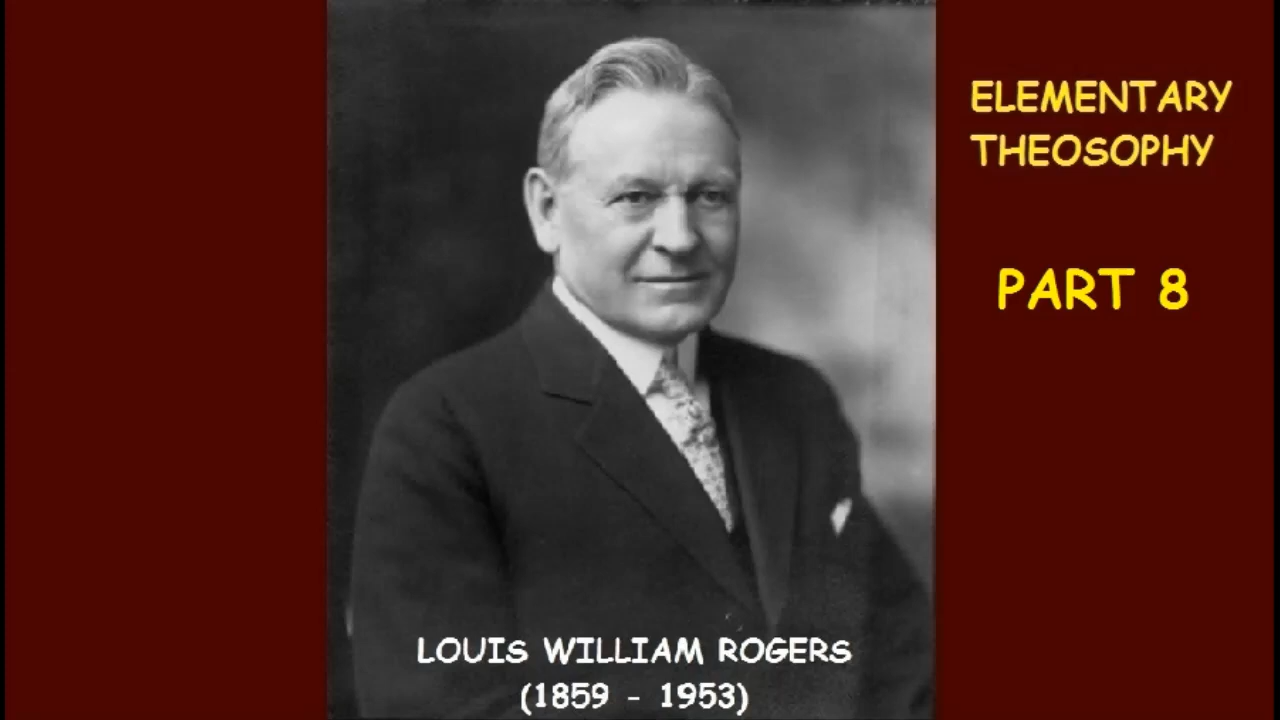 ELEMENTARY
THEOSOPHY
PART 8
LOUIS WILLIAM ROGERS
(1859 - 1953)